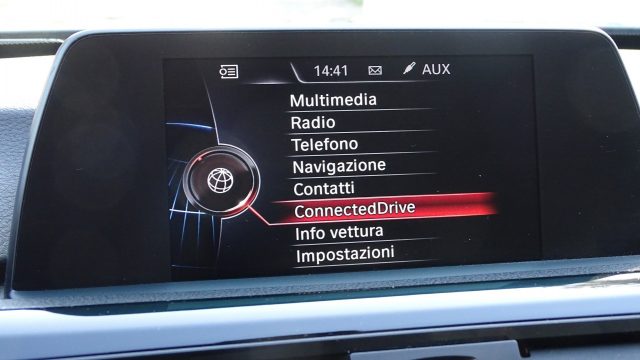 14:41 AUX
Multimedia
Radio
Telefono
Navigazione
Contatti
ConnectedDrive
Info vettura
Impostazioni